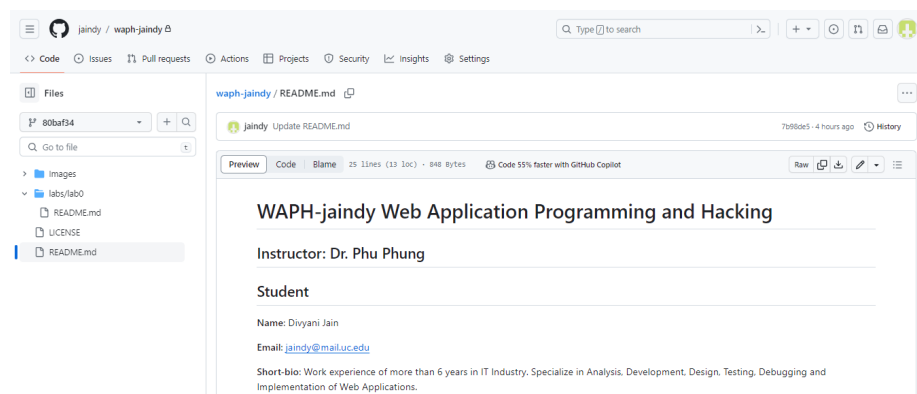 jaindy / waph-jaindy
Type / to search
<> Code Issues Pull requests Actions Projects Security Insights Settings
Files
waph-jaindy / README.md
80baf34
jaindy Update README.md 7b96de5 · 4 hours ago History
Go to file t
Preview Code Blame 25 lines (13 loc) · 848 Bytes Code 55% faster with GitHub Copilot Raw
Images
labs/lab0
README.md
LICENSE
README.md
WAPH-jaindy Web Application Programming and Hacking
Instructor: Dr. Phu Phung
Student
Name: Divyani Jain
Email: jaindy@mail.uc.edu
Short-bio: Work experience of more than 6 years in IT Industry. Specialize in Analysis, Development, Design, Testing, Debugging and
Implementation of Web Applications.